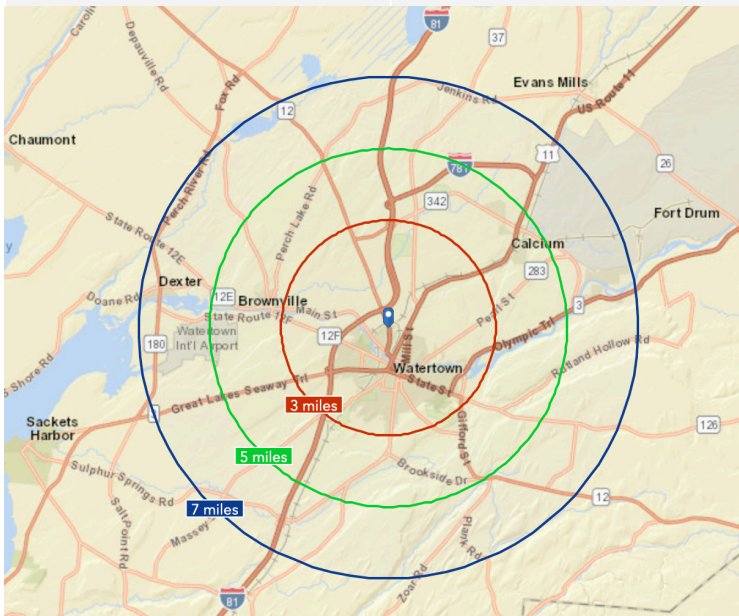 81
37
Carolin
Depauville Rd
Fox Rd
Evans Mills
Jenkins Rd
US Route 11
12
Chaumont
11
26
781
Perch River Rd
Perch Lake Rd
342
Fort Drum
State Route 12E
Calcium
283
Dexter
12E
Brownville
Main St
3
Doane Rd
State Route 12F
Pearl St
Olympic Trl
Watertown
Int'l Airport
12F
Mill St
180
Rutland Hollow Rd
S Shore Rd
Watertown
State St
Great Lakes Seaway Trl
3 miles
Sackets
Harbor
Gifford St
126
5 miles
Sulphur Springs Rd
Brookside Dr
12
Salt Point Rd
7 miles
Massey
Plank Rd
Zoar Rd
81